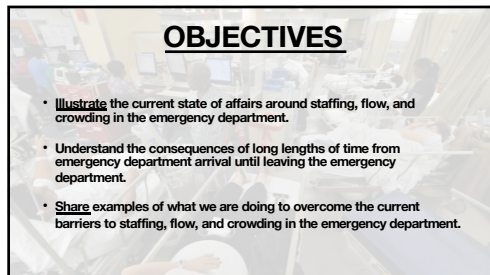 OBJECTIVES
• Illustrate the current state of affairs around staffing, flow, and
crowding in the emergency department.
• Understand the consequences of long lengths of time from
emergency department arrival until leaving the emergency
department.
• Share examples of what we are doing to overcome the current
barriers to staffing, flow, and crowding in the emergency department.